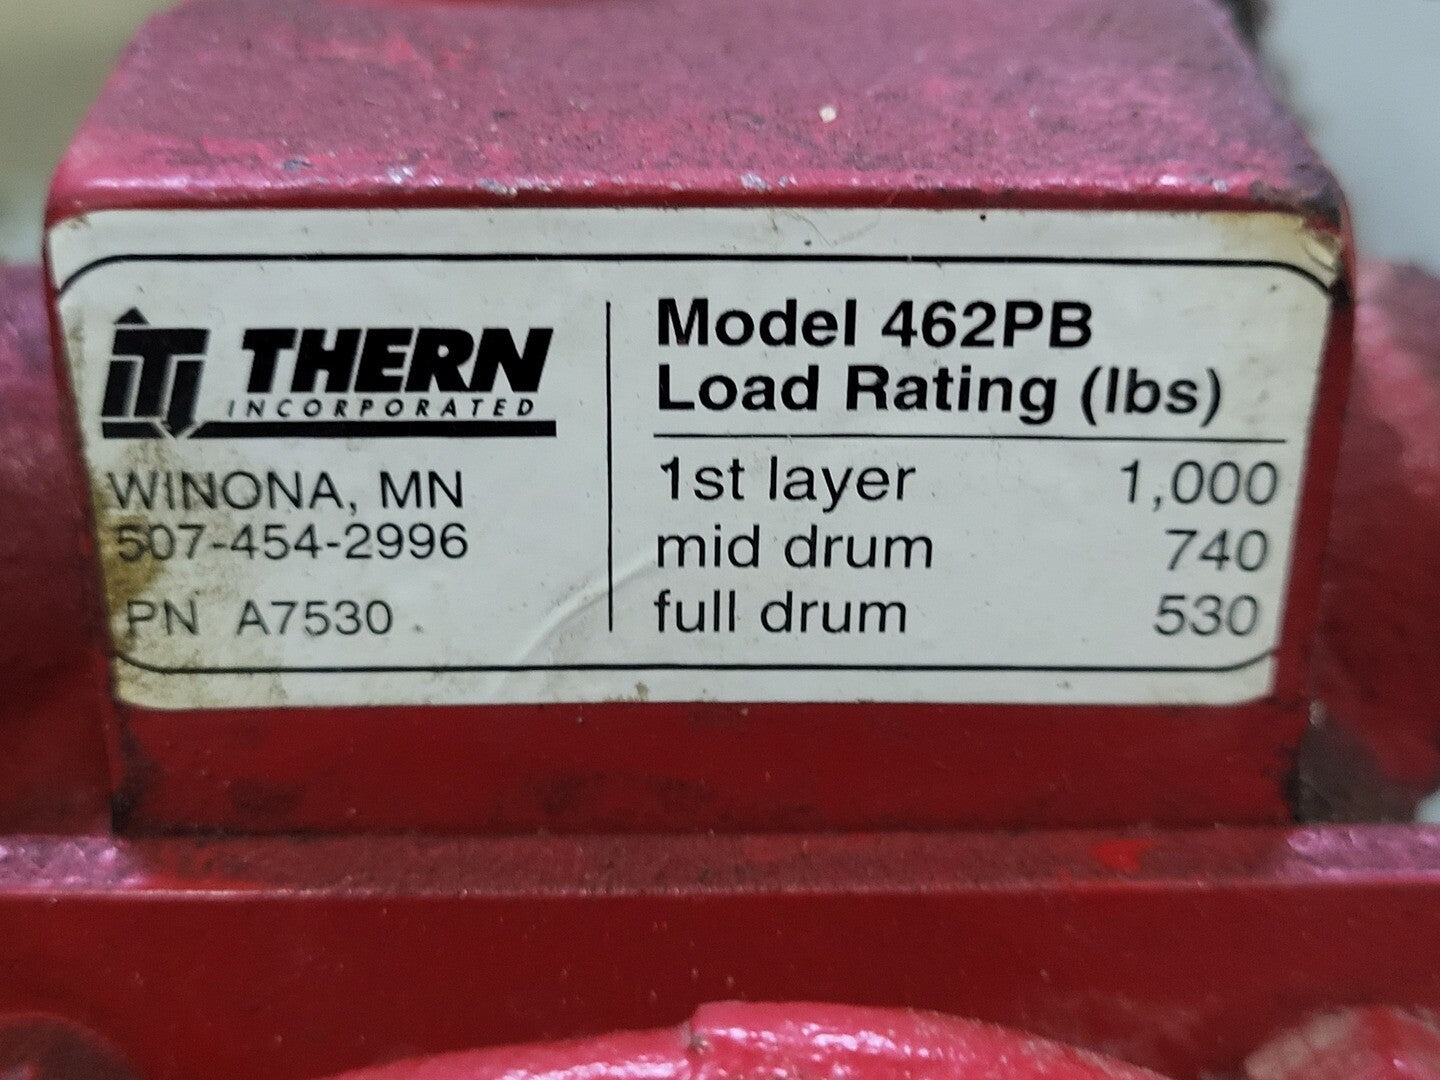 THERN
INCORPORATED
WINONA, MN
507-454-2996
PN A7530
Model 462PB
Load Rating (lbs)
1st layer 1,000
mid drum 740
full drum 530